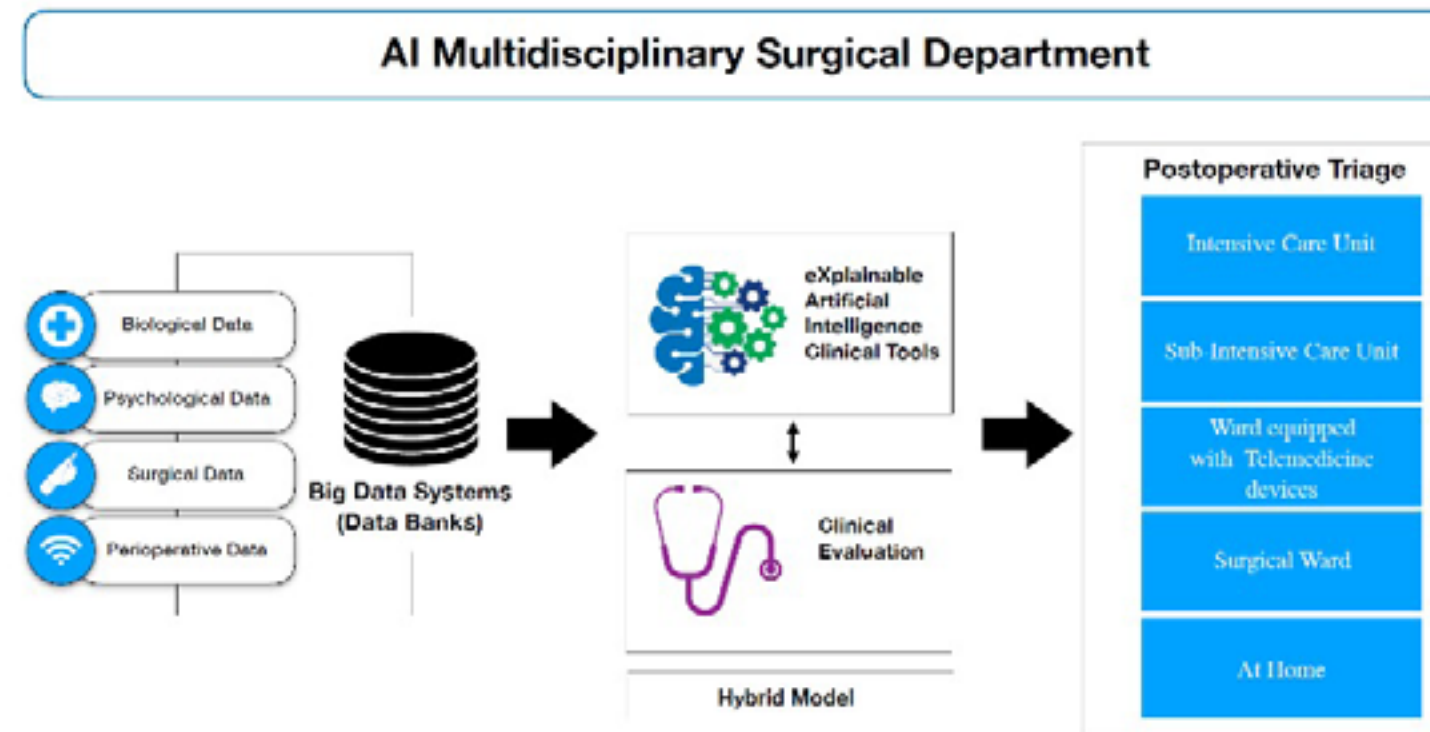 AI Multidisciplinary Surgical Department
Biological Data
Psychological Data
Surgical Data
Perioperative Data
Big Data Systems
(Data Banks)
eXplainable
Artificial
Intelligence
Clinical Tools
Clinical
Evaluation
Hybrid Model
Postoperative Triage
Intensive Care Unit
Sub-Intensive Care Unit
Ward equipped
with Telemedicine
devices
Surgical Ward
At Home